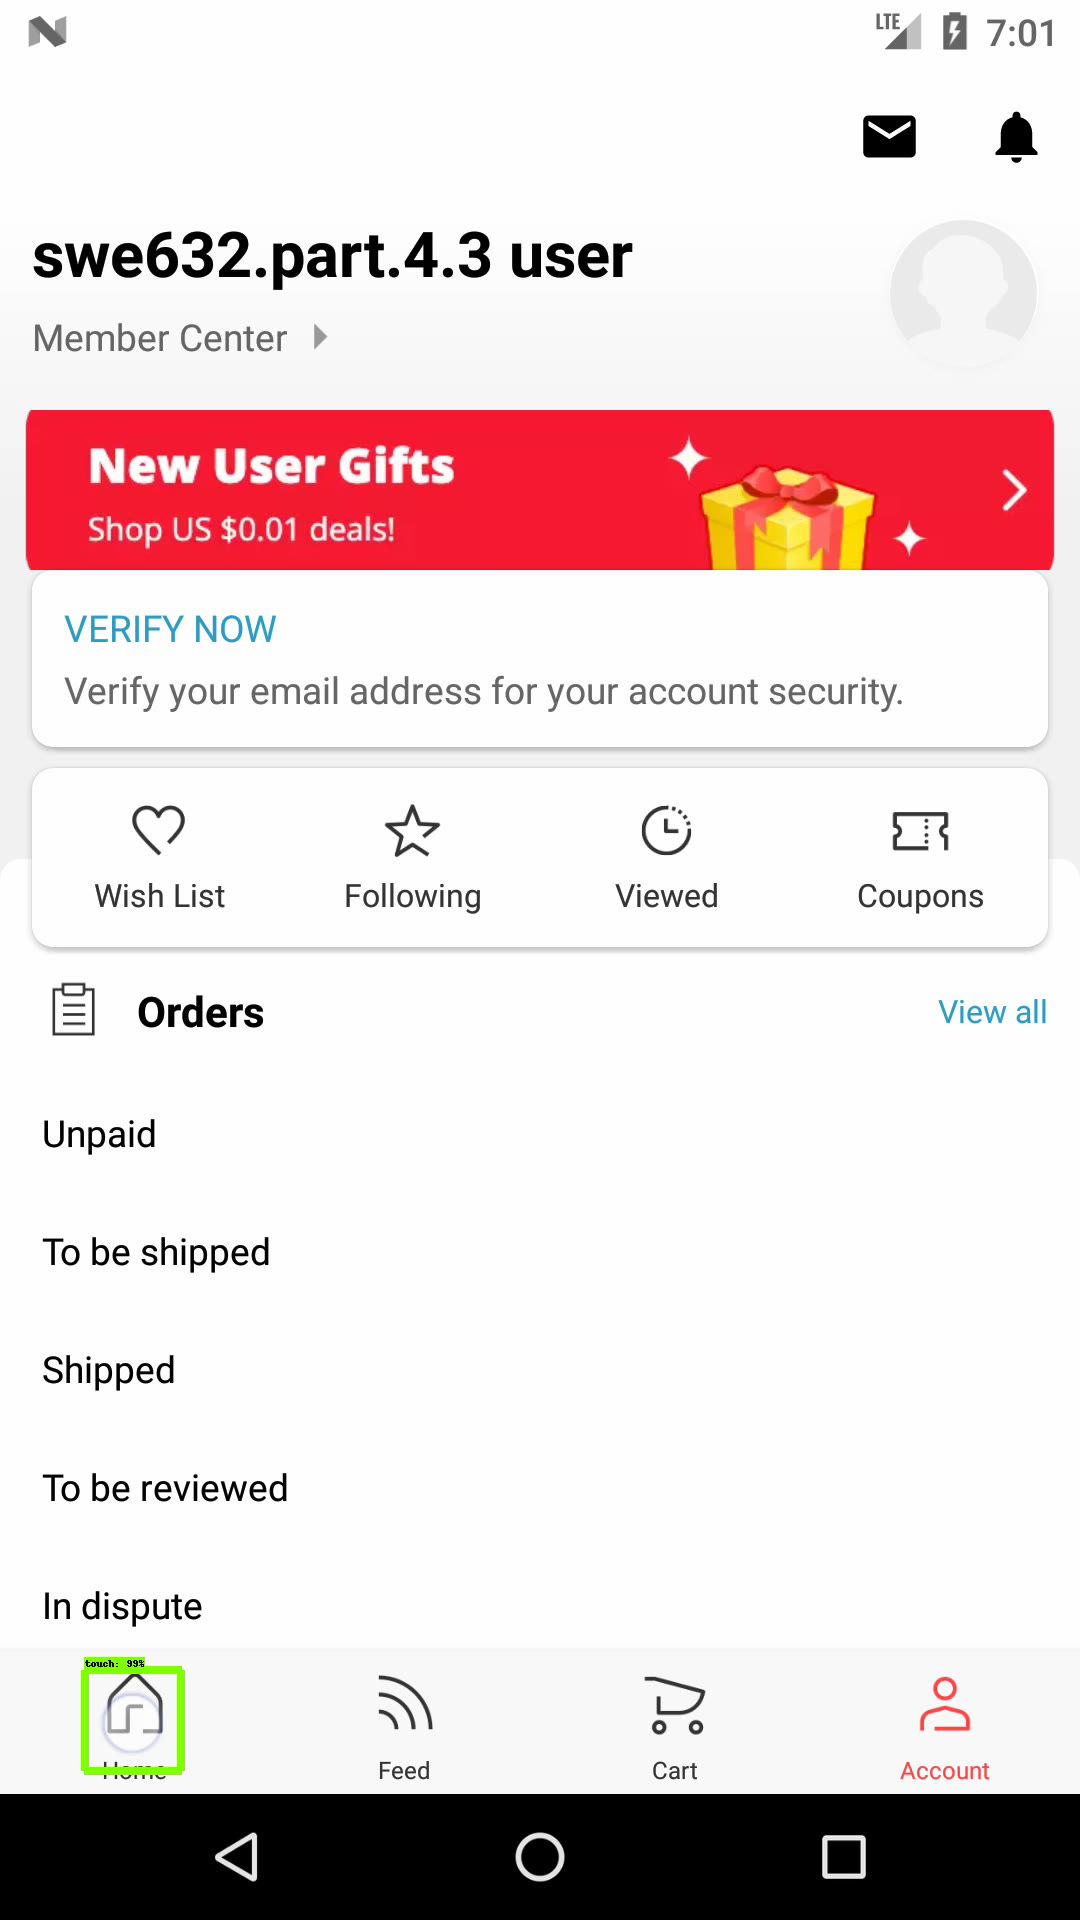 LTE 7:01
swe632.part.4.3 user
Member Center
New User Gifts
Shop US $0.01 deals!
VERIFY NOW
Verify your email address for your account security.
Wish List Following Viewed Coupons
Orders View all
Unpaid
To be shipped
Shipped
To be reviewed
In dispute
touch: 99%
Home Feed Cart Account